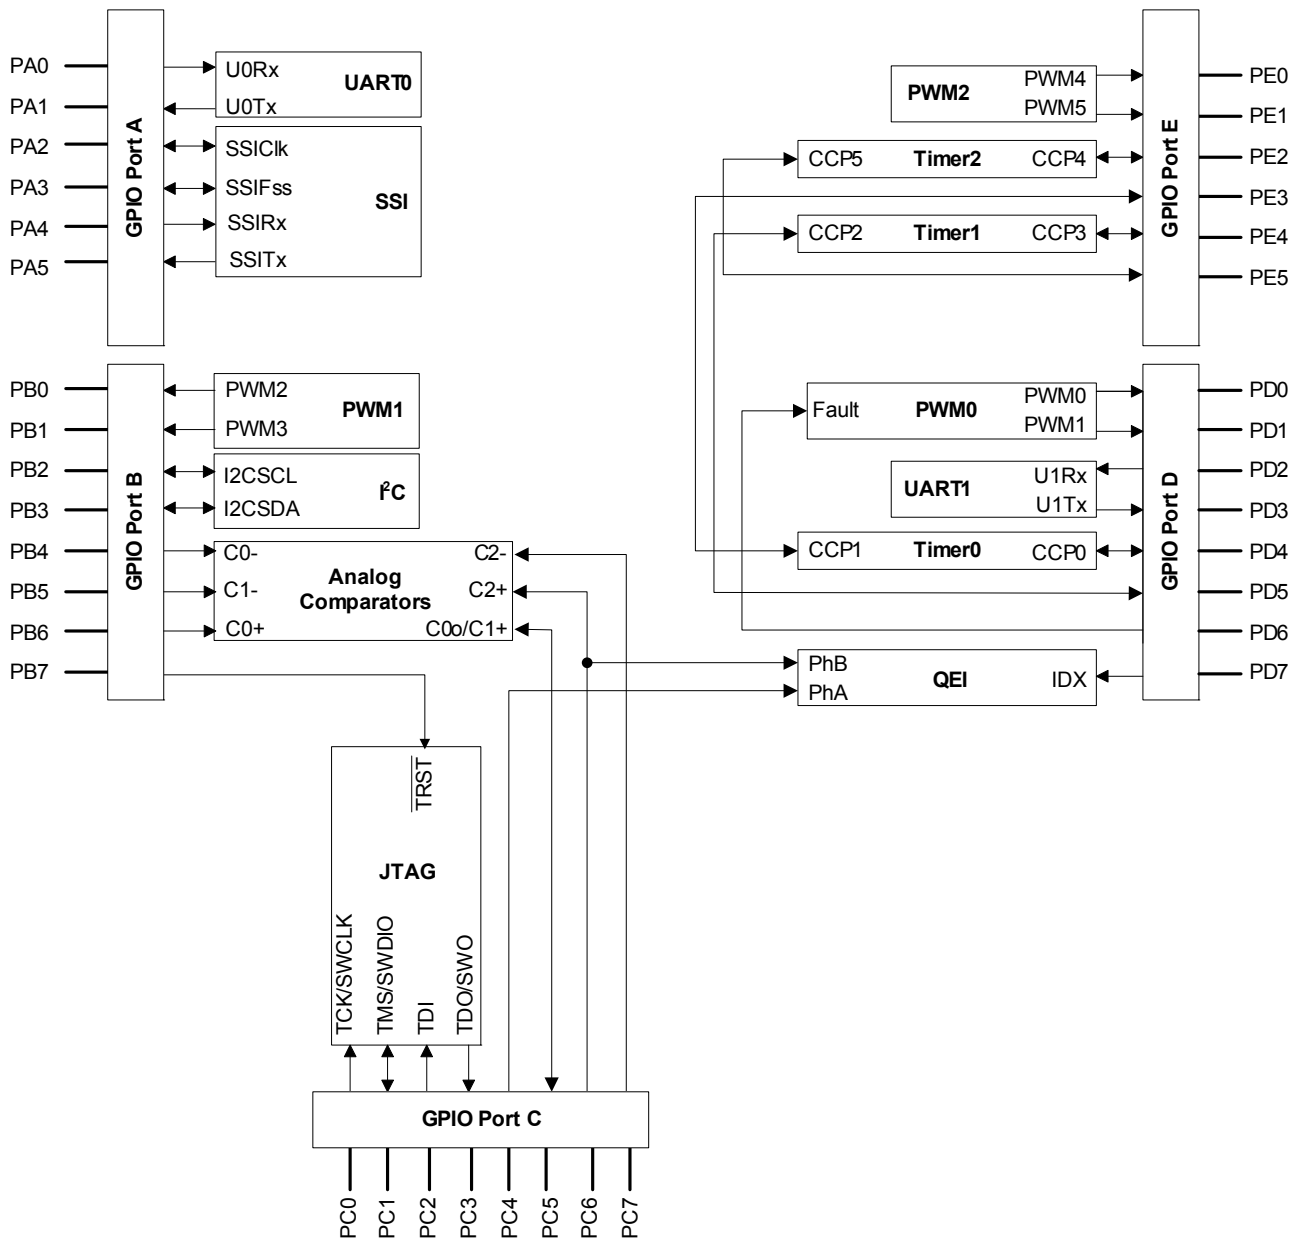 PA0
PA1
PA2
PA3
PA4
PA5
GPIO Port A
U0Rx
U0Tx
UART0
SSIClk
SSIFss
SSIRx
SSITx
SSI
PB0
PB1
PB2
PB3
PB4
PB5
PB6
PB7
GPIO Port B
PWM2
PWM3
PWM1
I2CSCL
I2CSDA
I²C
C0-
C1-
C0+
Analog
Comparators
C2-
C2+
C0o/C1+
TRST
JTAG
TCK/SWCLK
TMS/SWDIO
TDI
TDO/SWO
GPIO Port C
PC0
PC1
PC2
PC3
PC4
PC5
PC6
PC7
PWM2
PWM4
PWM5
CCP5
Timer2
CCP4
CCP2
Timer1
CCP3
GPIO Port E
PE0
PE1
PE2
PE3
PE4
PE5
Fault
PWM0
PWM0
PWM1
UART1
U1Rx
U1Tx
CCP1
Timer0
CCP0
PhB
PhA
QEI
IDX
GPIO Port D
PD0
PD1
PD2
PD3
PD4
PD5
PD6
PD7